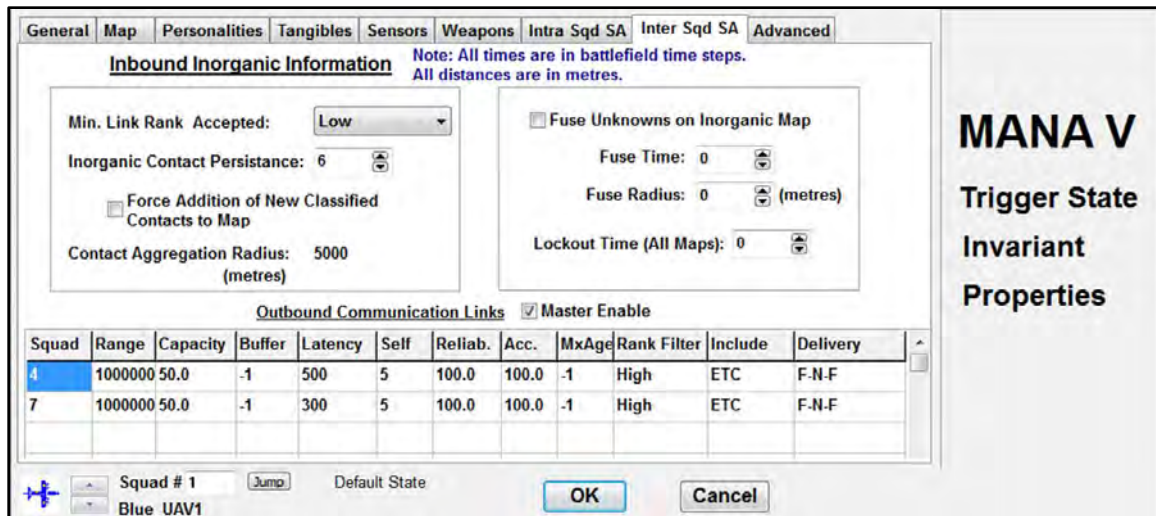 General Map Personalities Tangibles Sensors Weapons Intra Sqd SA Inter Sqd SA Advanced
Inbound Inorganic Information
Note: All times are in battlefield time steps.
All distances are in metres.
Min. Link Rank Accepted: Low
Inorganic Contact Persistance: 6
Force Addition of New Classified
Contacts to Map
Contact Aggregation Radius: 5000
(metres)
Fuse Unknowns on Inorganic Map
Fuse Time: 0
Fuse Radius: 0 (metres)
Lockout Time (All Maps): 0
Outbound Communication Links Master Enable
Squad Range Capacity Buffer Latency Self Reliab. Acc. MxAge Rank Filter Include Delivery
4 1000000 50.0 -1 500 5 100.0 100.0 -1 High ETC F-N-F
7 1000000 50.0 -1 300 5 100.0 100.0 -1 High ETC F-N-F
Squad # 1 Jump Default State
Blue UAV1
OK Cancel
MANA V
Trigger State
Invariant
Properties